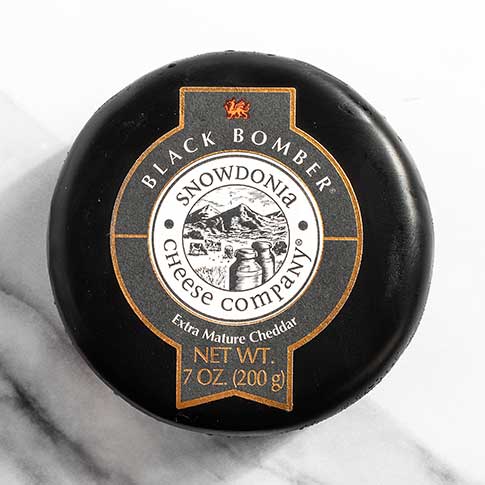 BLACK BOMBER®
SNOWDONIA
CHEESE COMPANY®
Extra Mature Cheddar
NET WT.
7 OZ. (200 g)